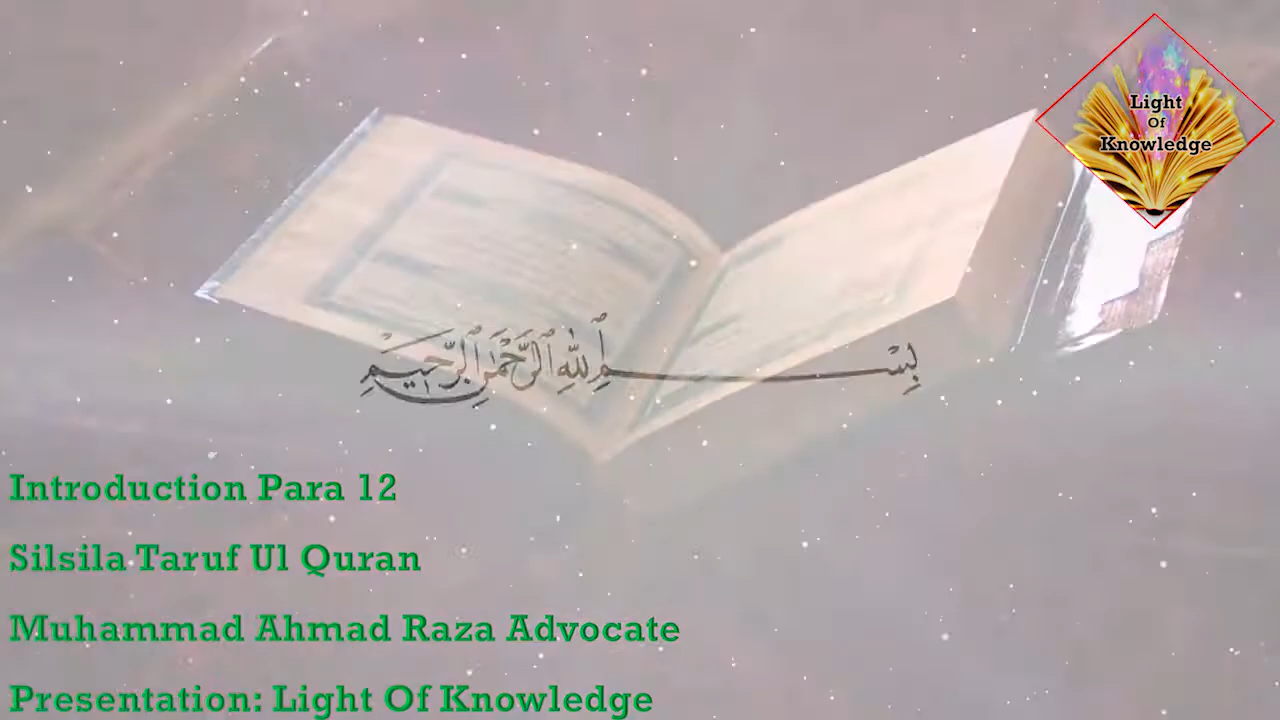 Light
Of
Knowledge
بِسْمِ ٱللَّهِ ٱلرَّحْمَٰنِ ٱلرَّحِيمِ
Introduction Para 12
Silsila Taruf Ul Quran
Muhammad Ahmad Raza Advocate
Presentation: Light Of Knowledge